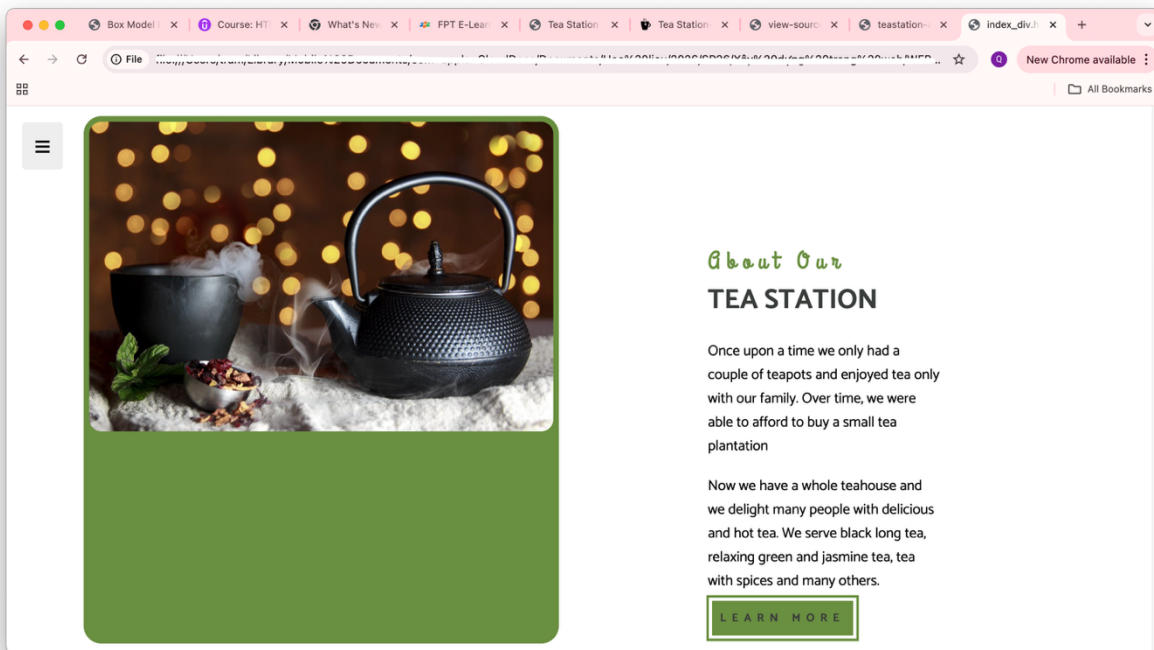 Box Model
Course: HT
What's New
FPT E-Lear
Tea Station
Tea Station
view-sourc
teastation-
index_div.h
File
New Chrome available
All Bookmarks
About Our
TEA STATION
Once upon a time we only had a
couple of teapots and enjoyed tea only
with our family. Over time, we were
able to afford to buy a small tea
plantation
Now we have a whole teahouse and
we delight many people with delicious
and hot tea. We serve black long tea,
relaxing green and jasmine tea, tea
with spices and many others.
LEARN MORE